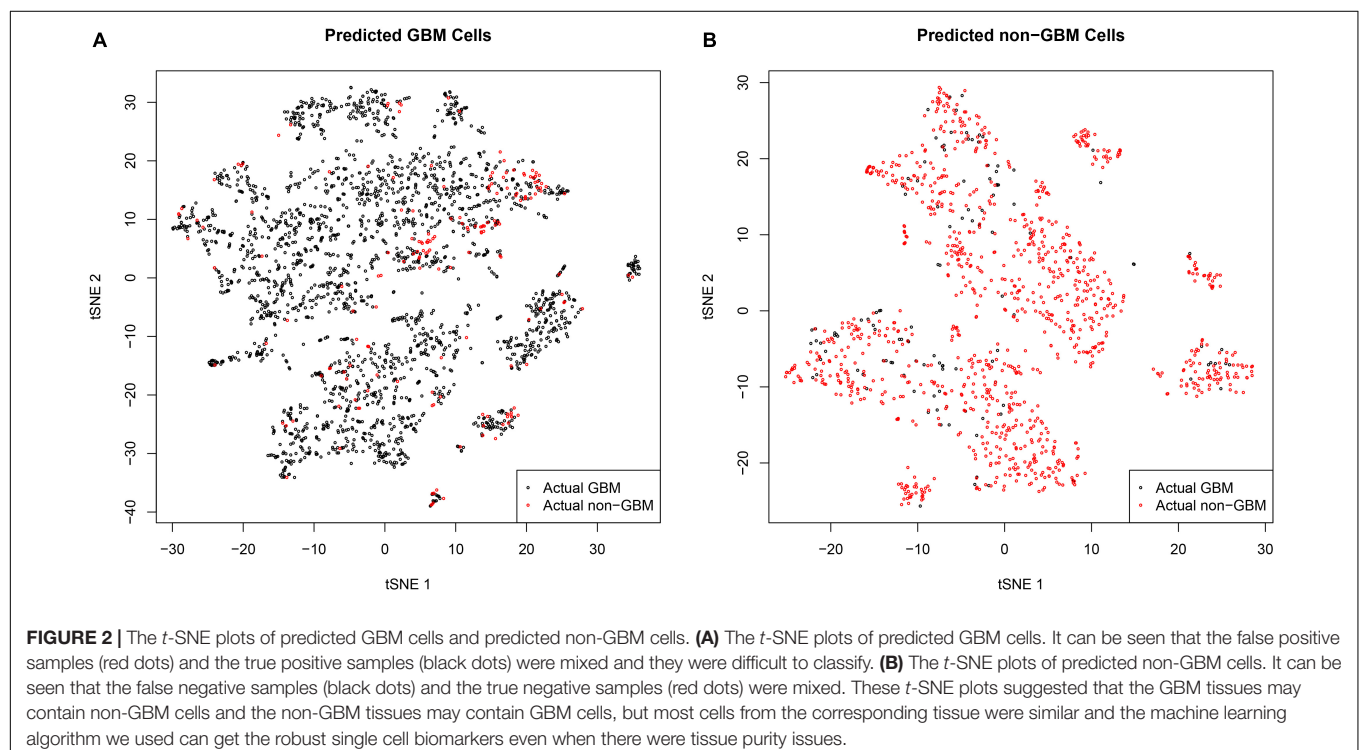 A
Predicted GBM Cells
tSNE 2
30
20
10
0
−10
−20
−30
−40
−30
−20
−10
0
10
20
30
tSNE 1
Actual GBM
Actual non−GBM
B
Predicted non−GBM Cells
tSNE 2
30
20
10
0
−10
−20
−20
−10
0
10
20
30
tSNE 1
Actual GBM
Actual non−GBM
FIGURE 2 | The t-SNE plots of predicted GBM cells and predicted non-GBM cells. (A) The t-SNE plots of predicted GBM cells. It can be seen that the false positive
samples (red dots) and the true positive samples (black dots) were mixed and they were difficult to classify. (B) The t-SNE plots of predicted non-GBM cells. It can be
seen that the false negative samples (black dots) and the true negative samples (red dots) were mixed. These t-SNE plots suggested that the GBM tissues may
contain non-GBM cells and the non-GBM tissues may contain GBM cells, but most cells from the corresponding tissue were similar and the machine learning
algorithm we used can get the robust single cell biomarkers even when there were tissue purity issues.